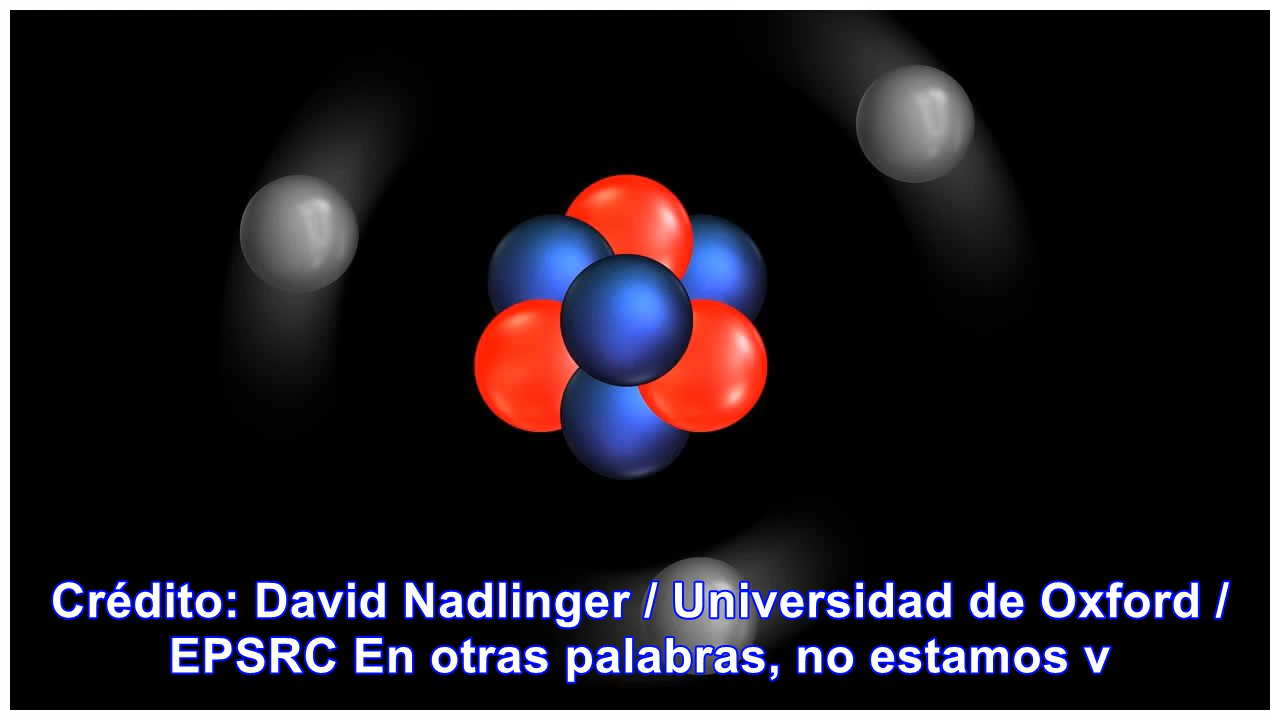 Crédito: David Nadlinger / Universidad de Oxford /
EPSRC En otras palabras, no estamos v